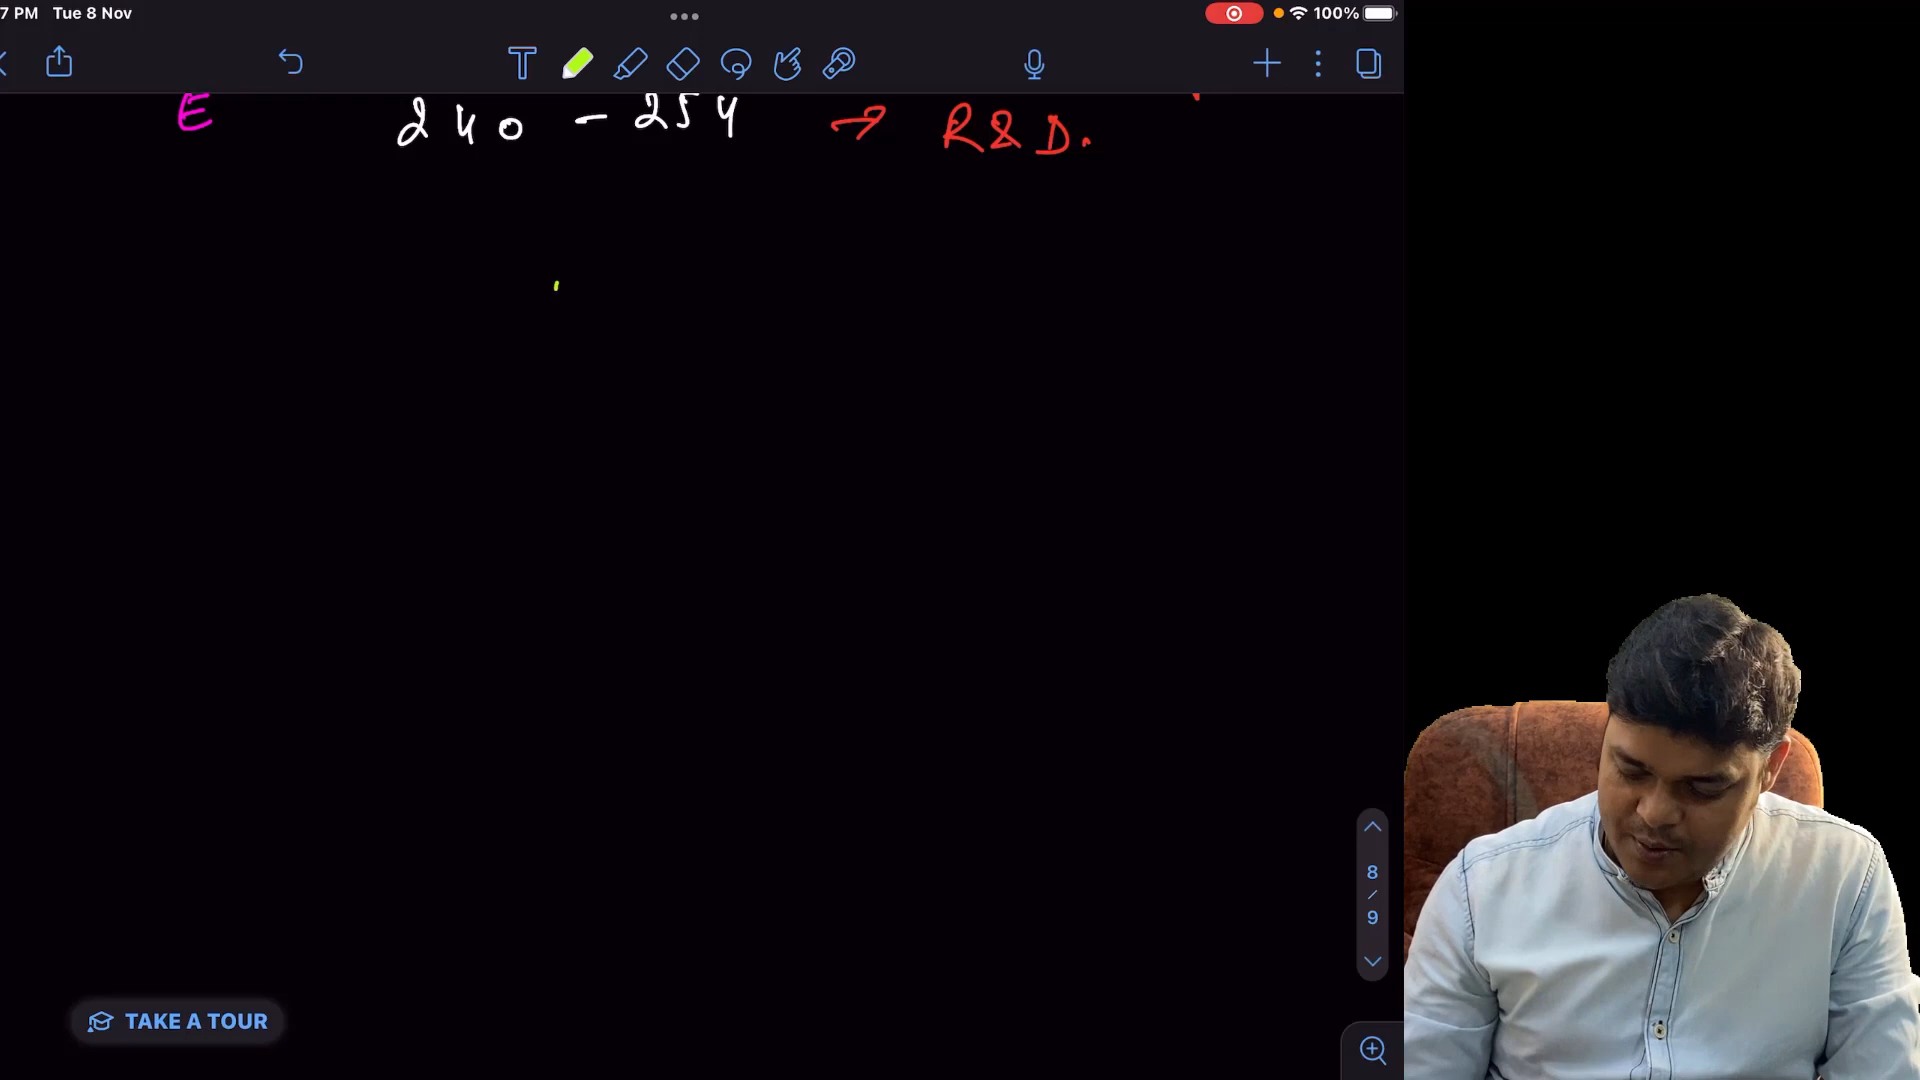 7 PM Tue 8 Nov 100%
E 240 - 254 → R & D.
8
/
9
TAKE A TOUR